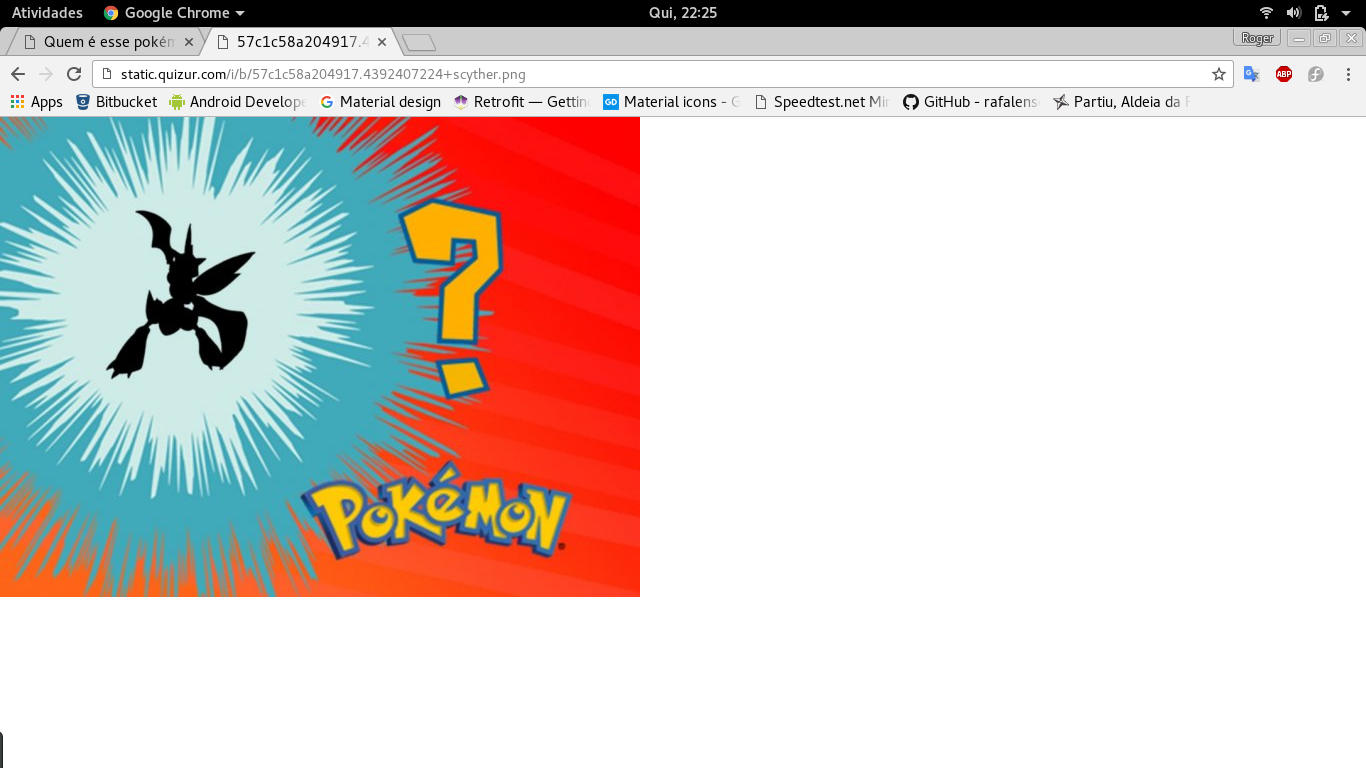 Atividades Google Chrome Qui, 22:25
Quem é esse pokém 57c1c58a204917.4 Roger
static.quizur.com/i/b/57c1c58a204917.4392407224+scyther.png
Apps Bitbucket Android Develope Material design Retrofit — Gettin Material icons - G Speedtest.net Min GitHub - rafalens Partiu, Aldeia da
?
POKéMON